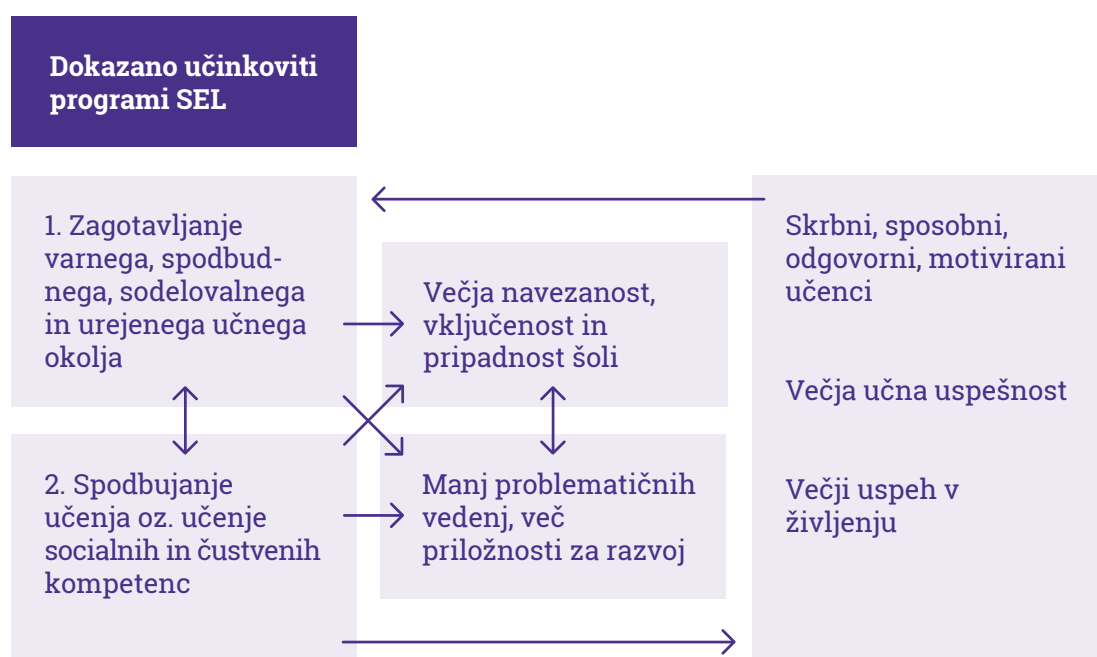 Dokazano učinkoviti
programi SEL
1. Zagotavljanje
varnega, spodbud-
nega, sodelovalnega
in urejenega učnega
okolja
2. Spodbujanje
učenja oz. učenje
socialnih in čustvenih
kompetenc
Večja navezanost,
vključenost in
pripadnost šoli
Manj problematičnih
vedenj, več
priložnosti za razvoj
Skrbni, sposobni,
odgovorni, motivirani
učenci
Večja učna uspešnost
Večji uspeh v
življenju